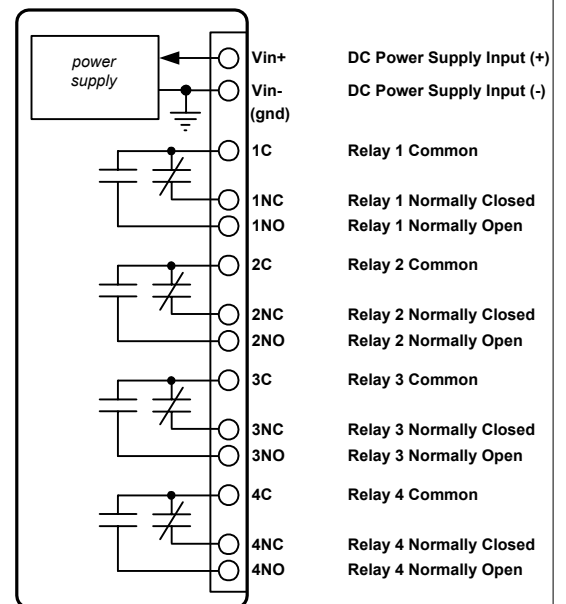 power
supply
Vin+ DC Power Supply Input (+)
Vin- DC Power Supply Input (-)
(gnd)
1C Relay 1 Common
1NC Relay 1 Normally Closed
1NO Relay 1 Normally Open
2C Relay 2 Common
2NC Relay 2 Normally Closed
2NO Relay 2 Normally Open
3C Relay 3 Common
3NC Relay 3 Normally Closed
3NO Relay 3 Normally Open
4C Relay 4 Common
4NC Relay 4 Normally Closed
4NO Relay 4 Normally Open